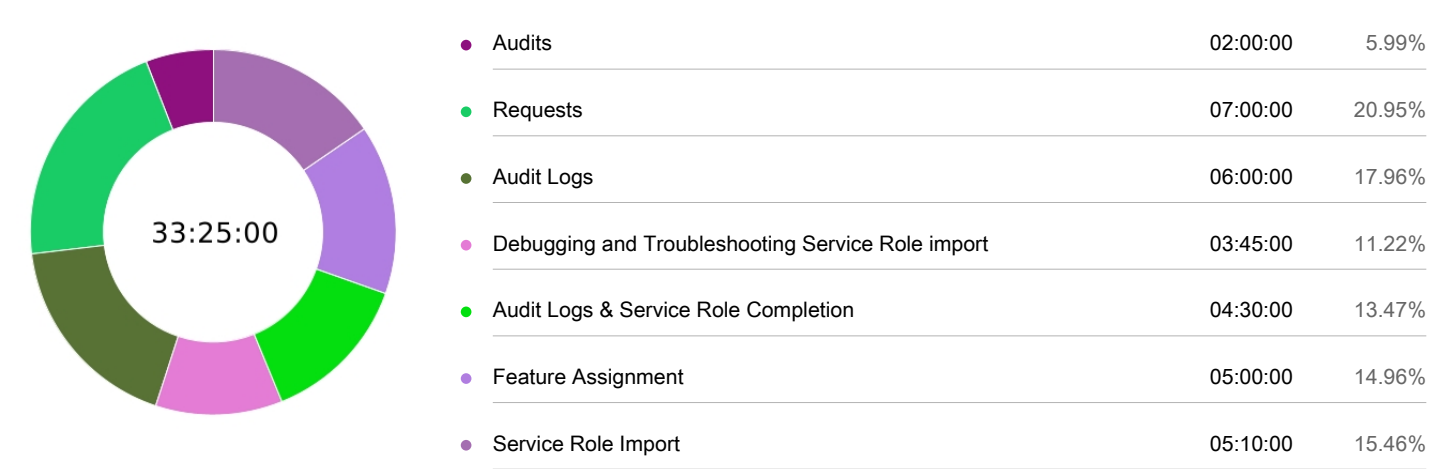 33:25:00
Audits 02:00:00 5.99%
Requests 07:00:00 20.95%
Audit Logs 06:00:00 17.96%
Debugging and Troubleshooting Service Role import 03:45:00 11.22%
Audit Logs & Service Role Completion 04:30:00 13.47%
Feature Assignment 05:00:00 14.96%
Service Role Import 05:10:00 15.46%